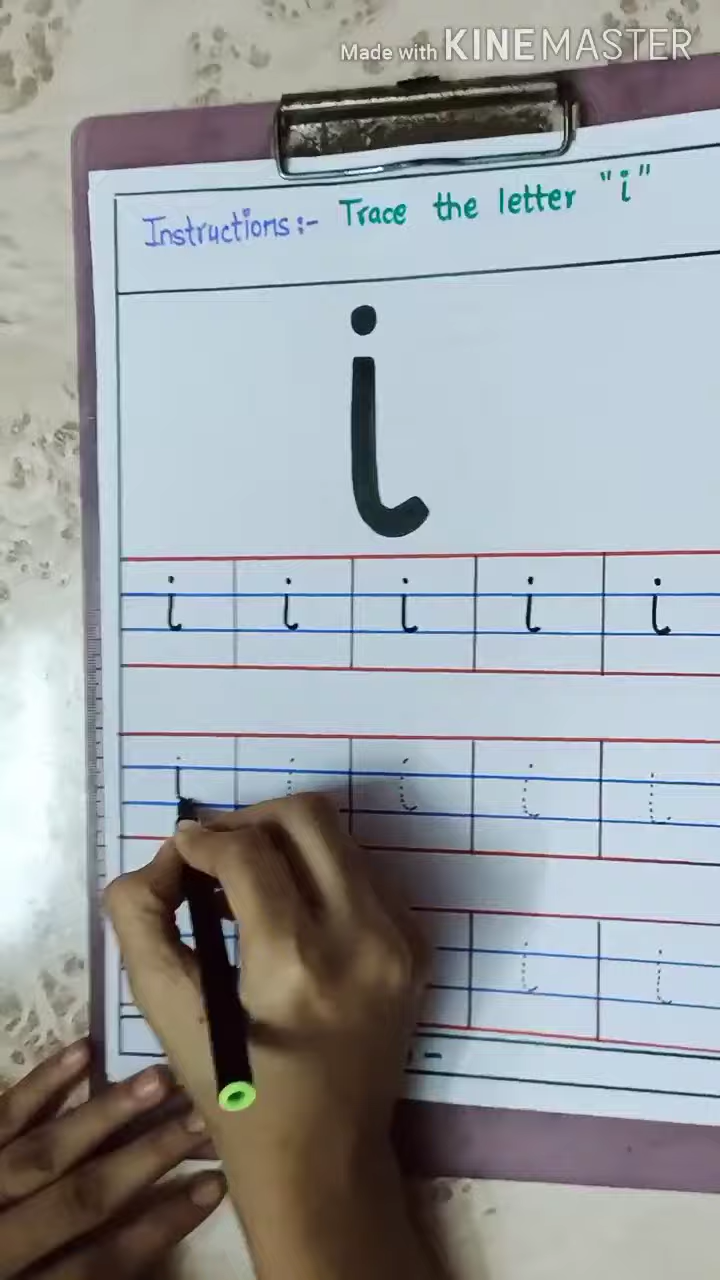 Made with KINEMASTER
Instructions:- Trace the letter "i"
i
i i i i i
i i i i i
i i